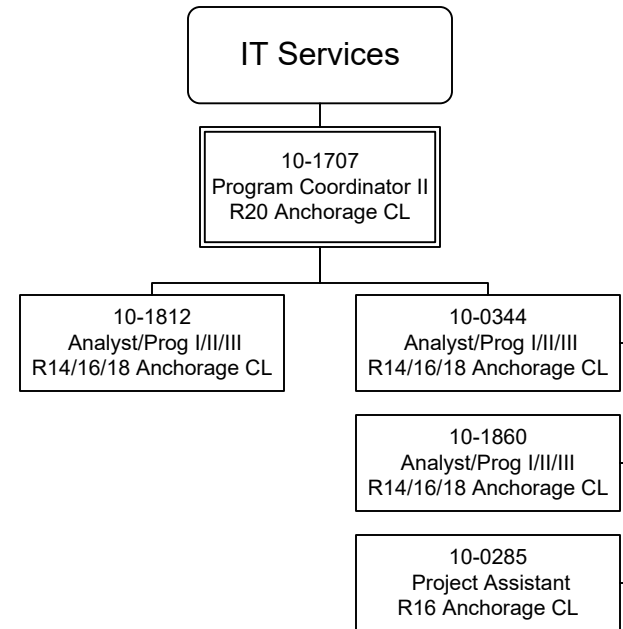 IT Services
10-1707
Program Coordinator II
R20 Anchorage CL
10-1812
Analyst/Prog I/II/III
R14/16/18 Anchorage CL
10-0344
Analyst/Prog I/II/III
R14/16/18 Anchorage CL
10-1860
Analyst/Prog I/II/III
R14/16/18 Anchorage CL
10-0285
Project Assistant
R16 Anchorage CL